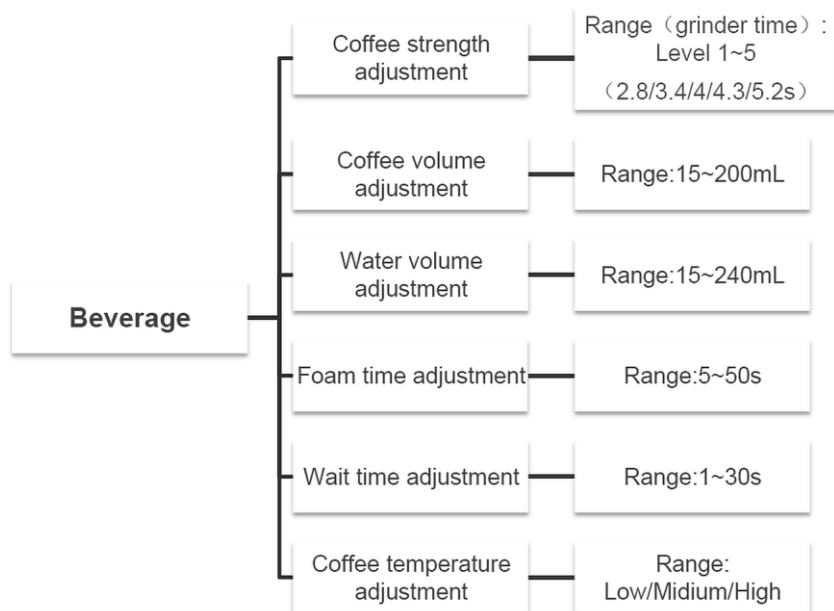 Coffee strength
adjustment
Range（grinder time）:
Level 1~5
（2.8/3.4/4/4.3/5.2s）
Coffee volume
adjustment
Range:15~200mL
Water volume
adjustment
Range:15~240mL
Beverage
Foam time adjustment
Range:5~50s
Wait time adjustment
Range:1~30s
Coffee temperature
adjustment
Range:
Low/Midium/High